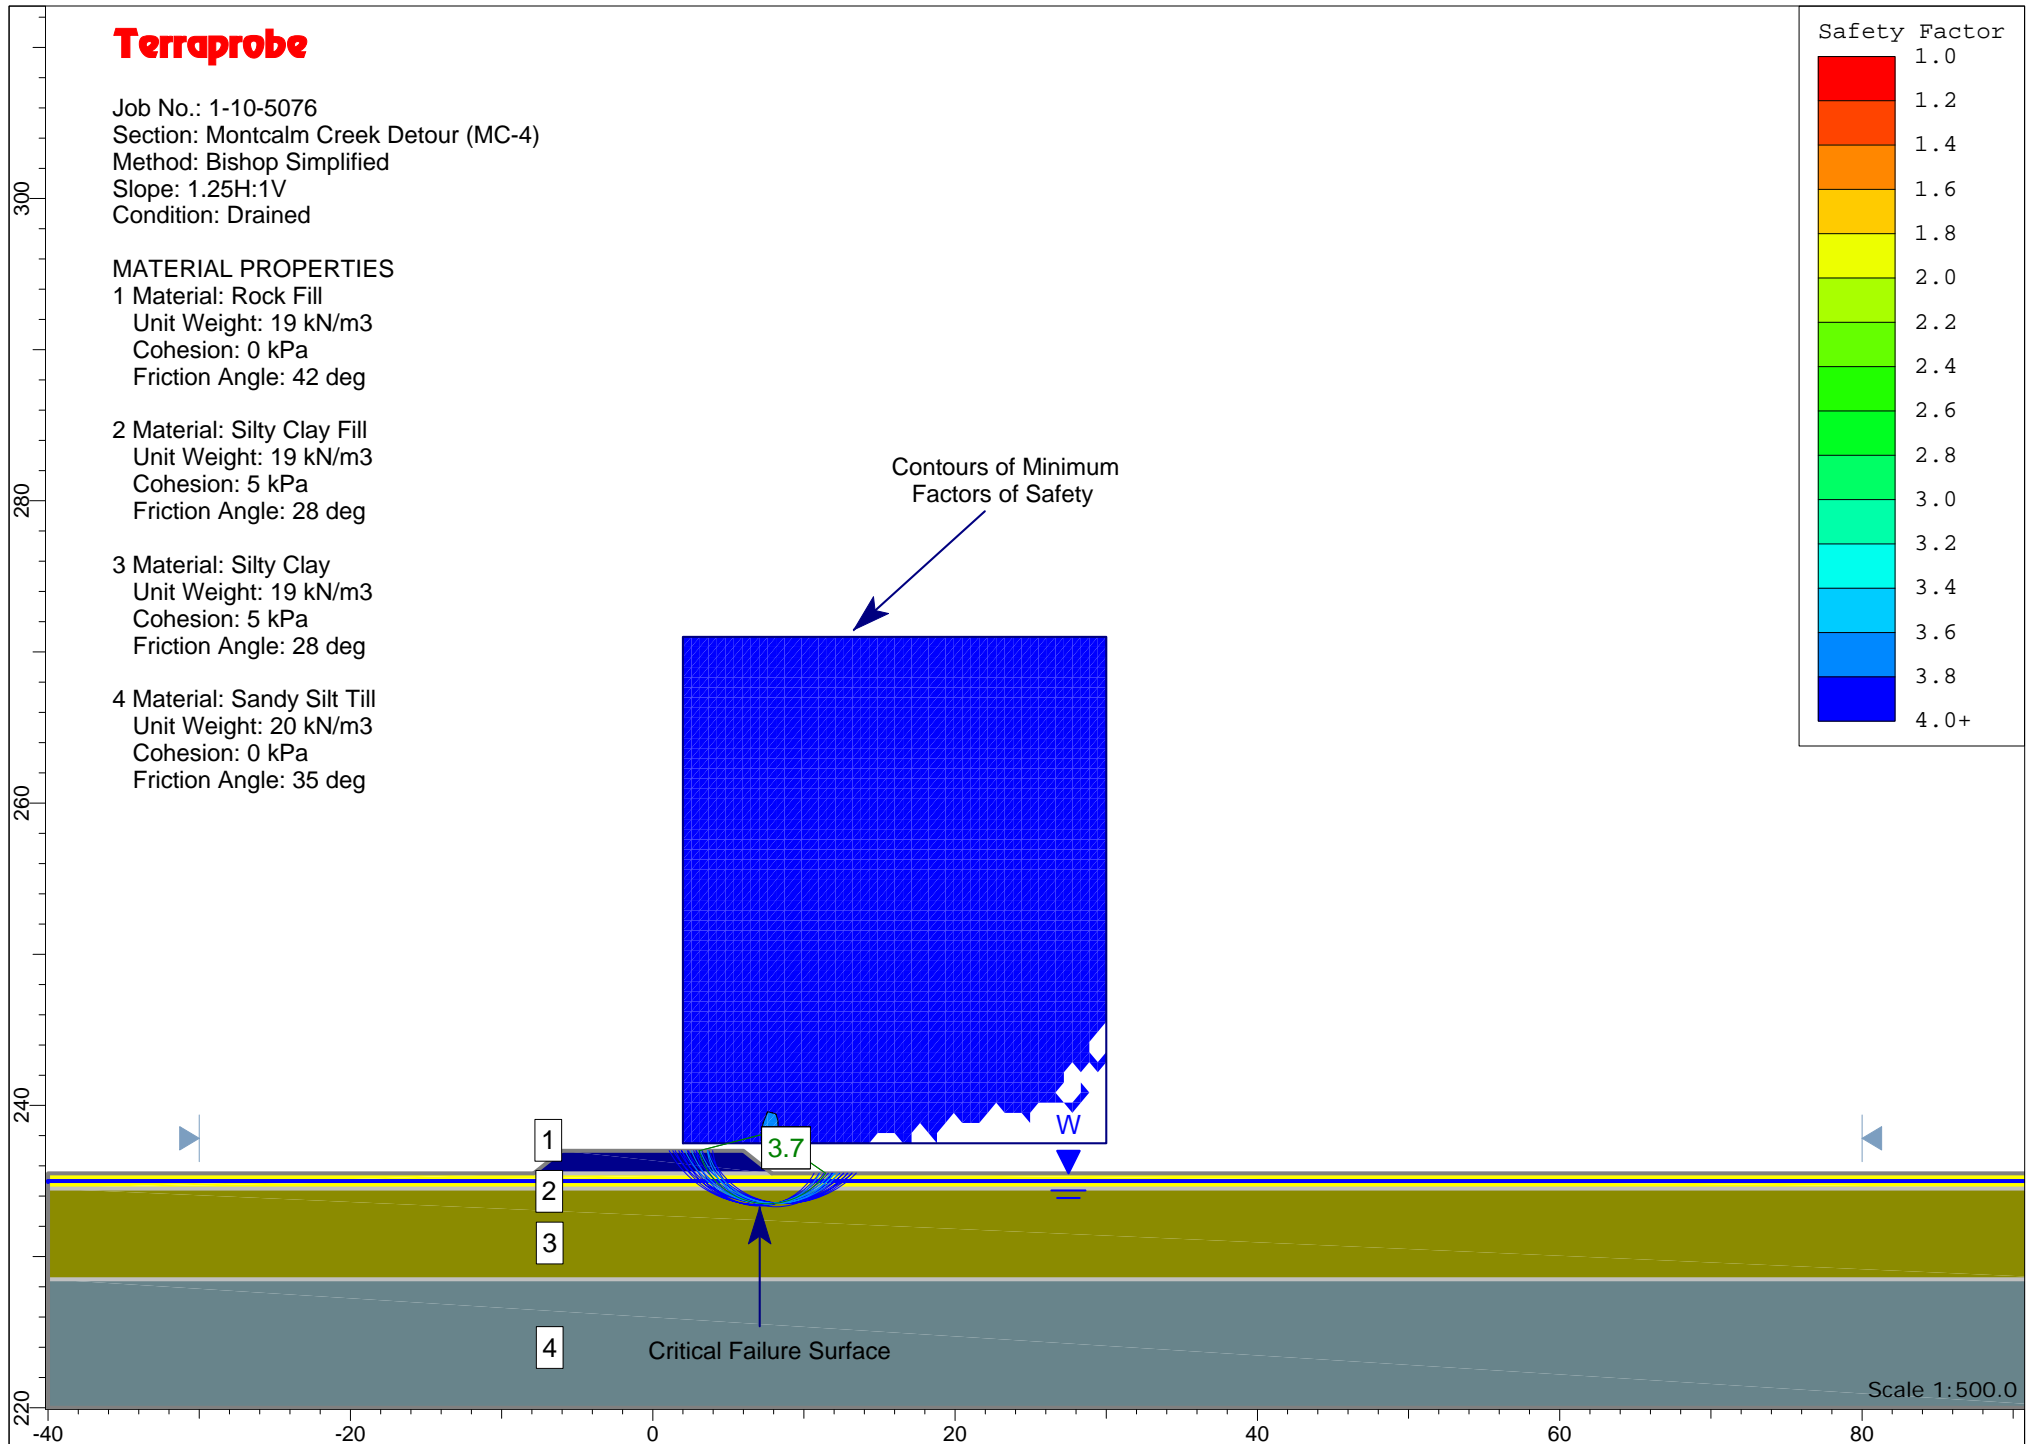 Terraprobe
Job No.: 1-10-5076
Section: Montcalm Creek Detour (MC-4)
Method: Bishop Simplified
Slope: 1.25H:1V
Condition: Drained
MATERIAL PROPERTIES
1 Material: Rock Fill
Unit Weight: 19 kN/m3
Cohesion: 0 kPa
Friction Angle: 42 deg
2 Material: Silty Clay Fill
Unit Weight: 19 kN/m3
Cohesion: 5 kPa
Friction Angle: 28 deg
3 Material: Silty Clay
Unit Weight: 19 kN/m3
Cohesion: 5 kPa
Friction Angle: 28 deg
4 Material: Sandy Silt Till
Unit Weight: 20 kN/m3
Cohesion: 0 kPa
Friction Angle: 35 deg
Safety Factor
1.0
1.2
1.4
1.6
1.8
2.0
2.2
2.4
2.6
2.8
3.0
3.2
3.4
3.6
3.8
4.0+
Contours of Minimum
Factors of Safety
300
280
260
240
220
W
3.7
1
2
3
4
Critical Failure Surface
Scale 1:500.0
-40
-20
0
20
40
60
80